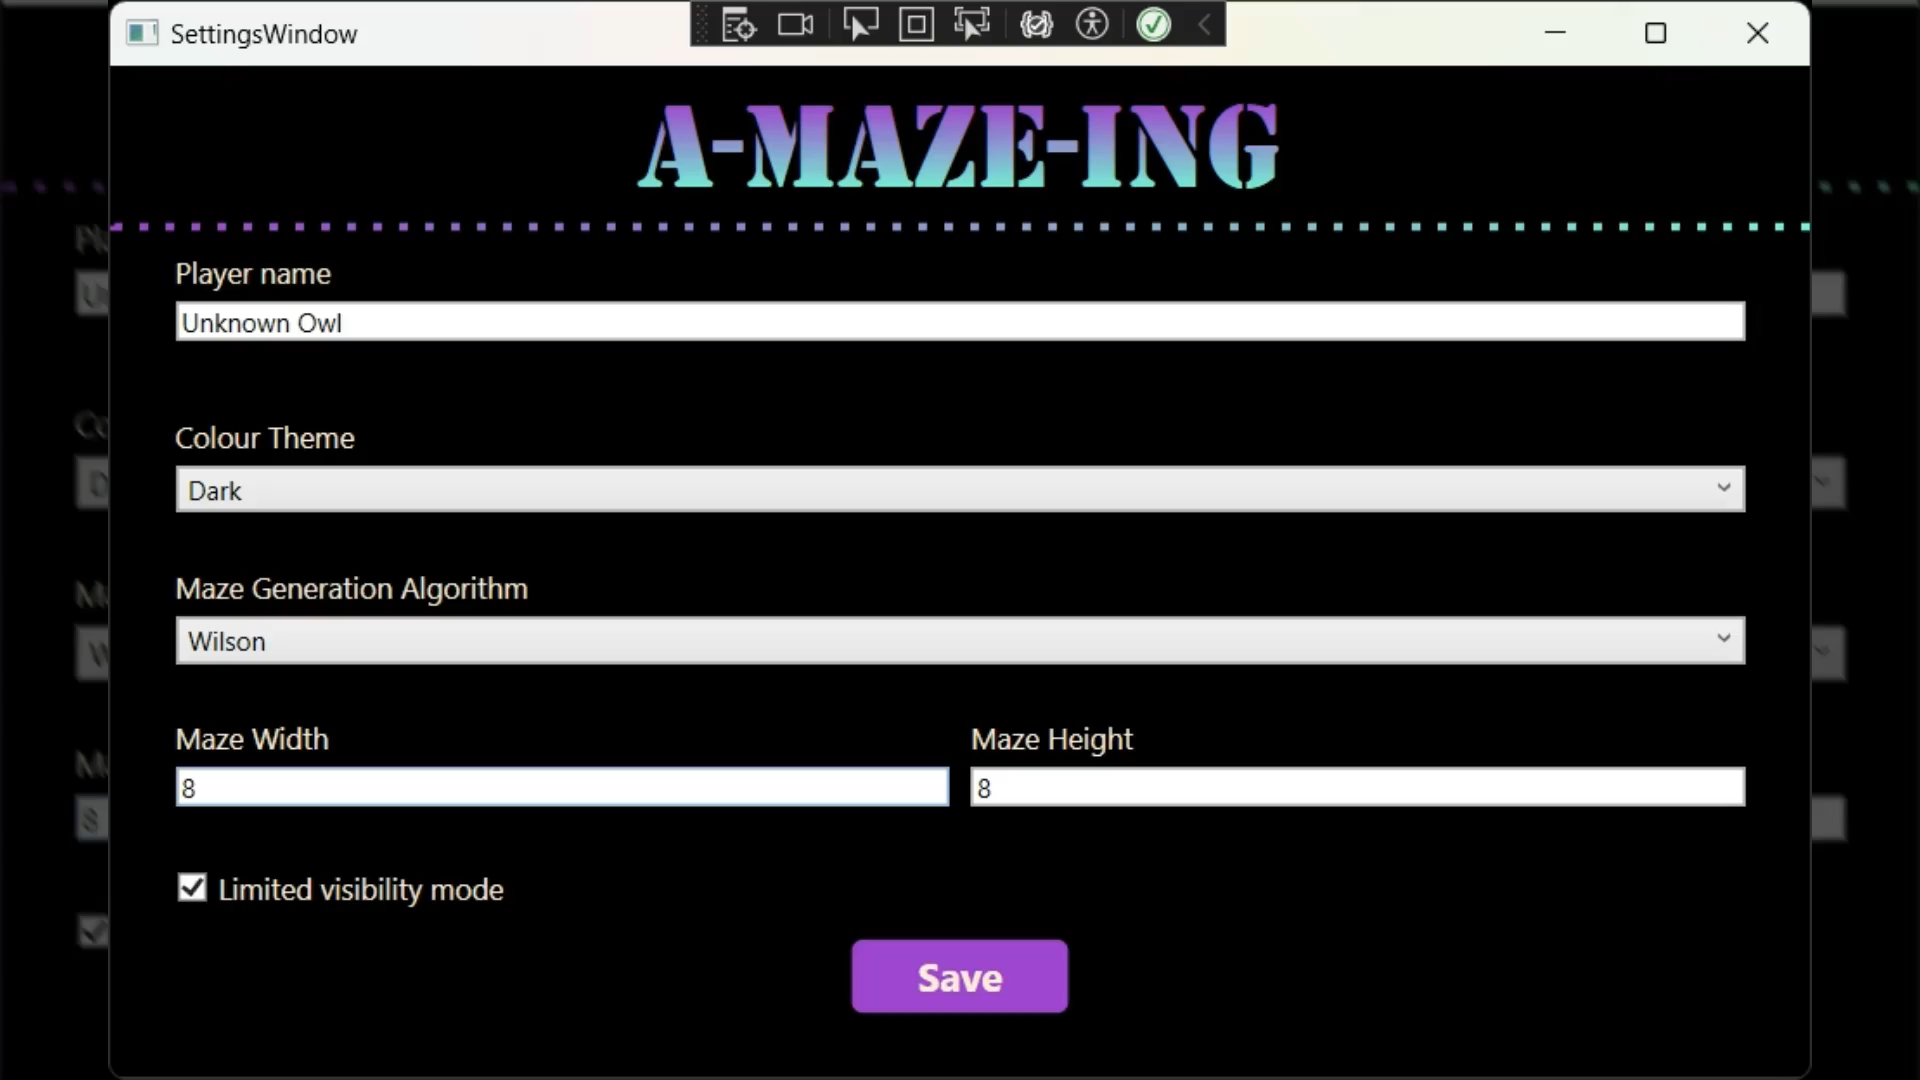 SettingsWindow
A-MAZE-ING
Player name
Unknown Owl
Colour Theme
Dark
Maze Generation Algorithm
Wilson
Maze Width
Maze Height
8
8
Limited visibility mode
Save